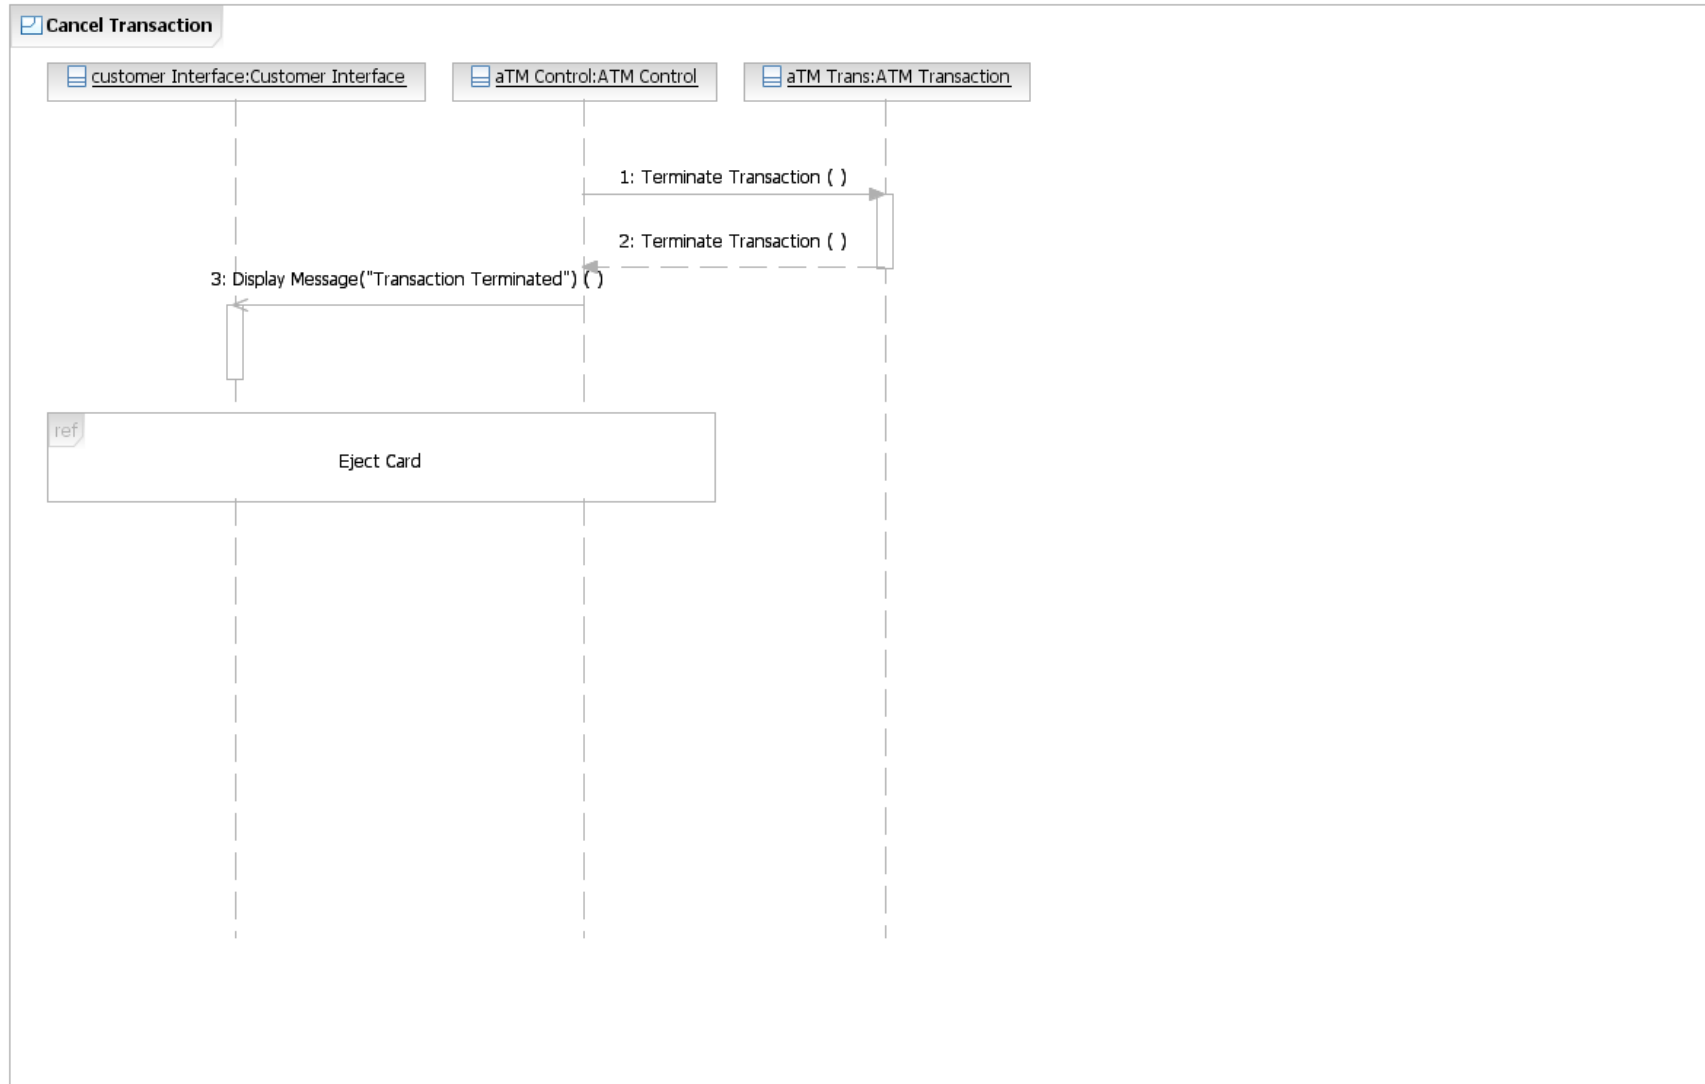 Cancel Transaction
customer Interface:Customer Interface
aTM Control:ATM Control
aTM Trans:ATM Transaction
1: Terminate Transaction ( )
2: Terminate Transaction ( )
3: Display Message("Transaction Terminated") ( )
ref
Eject Card